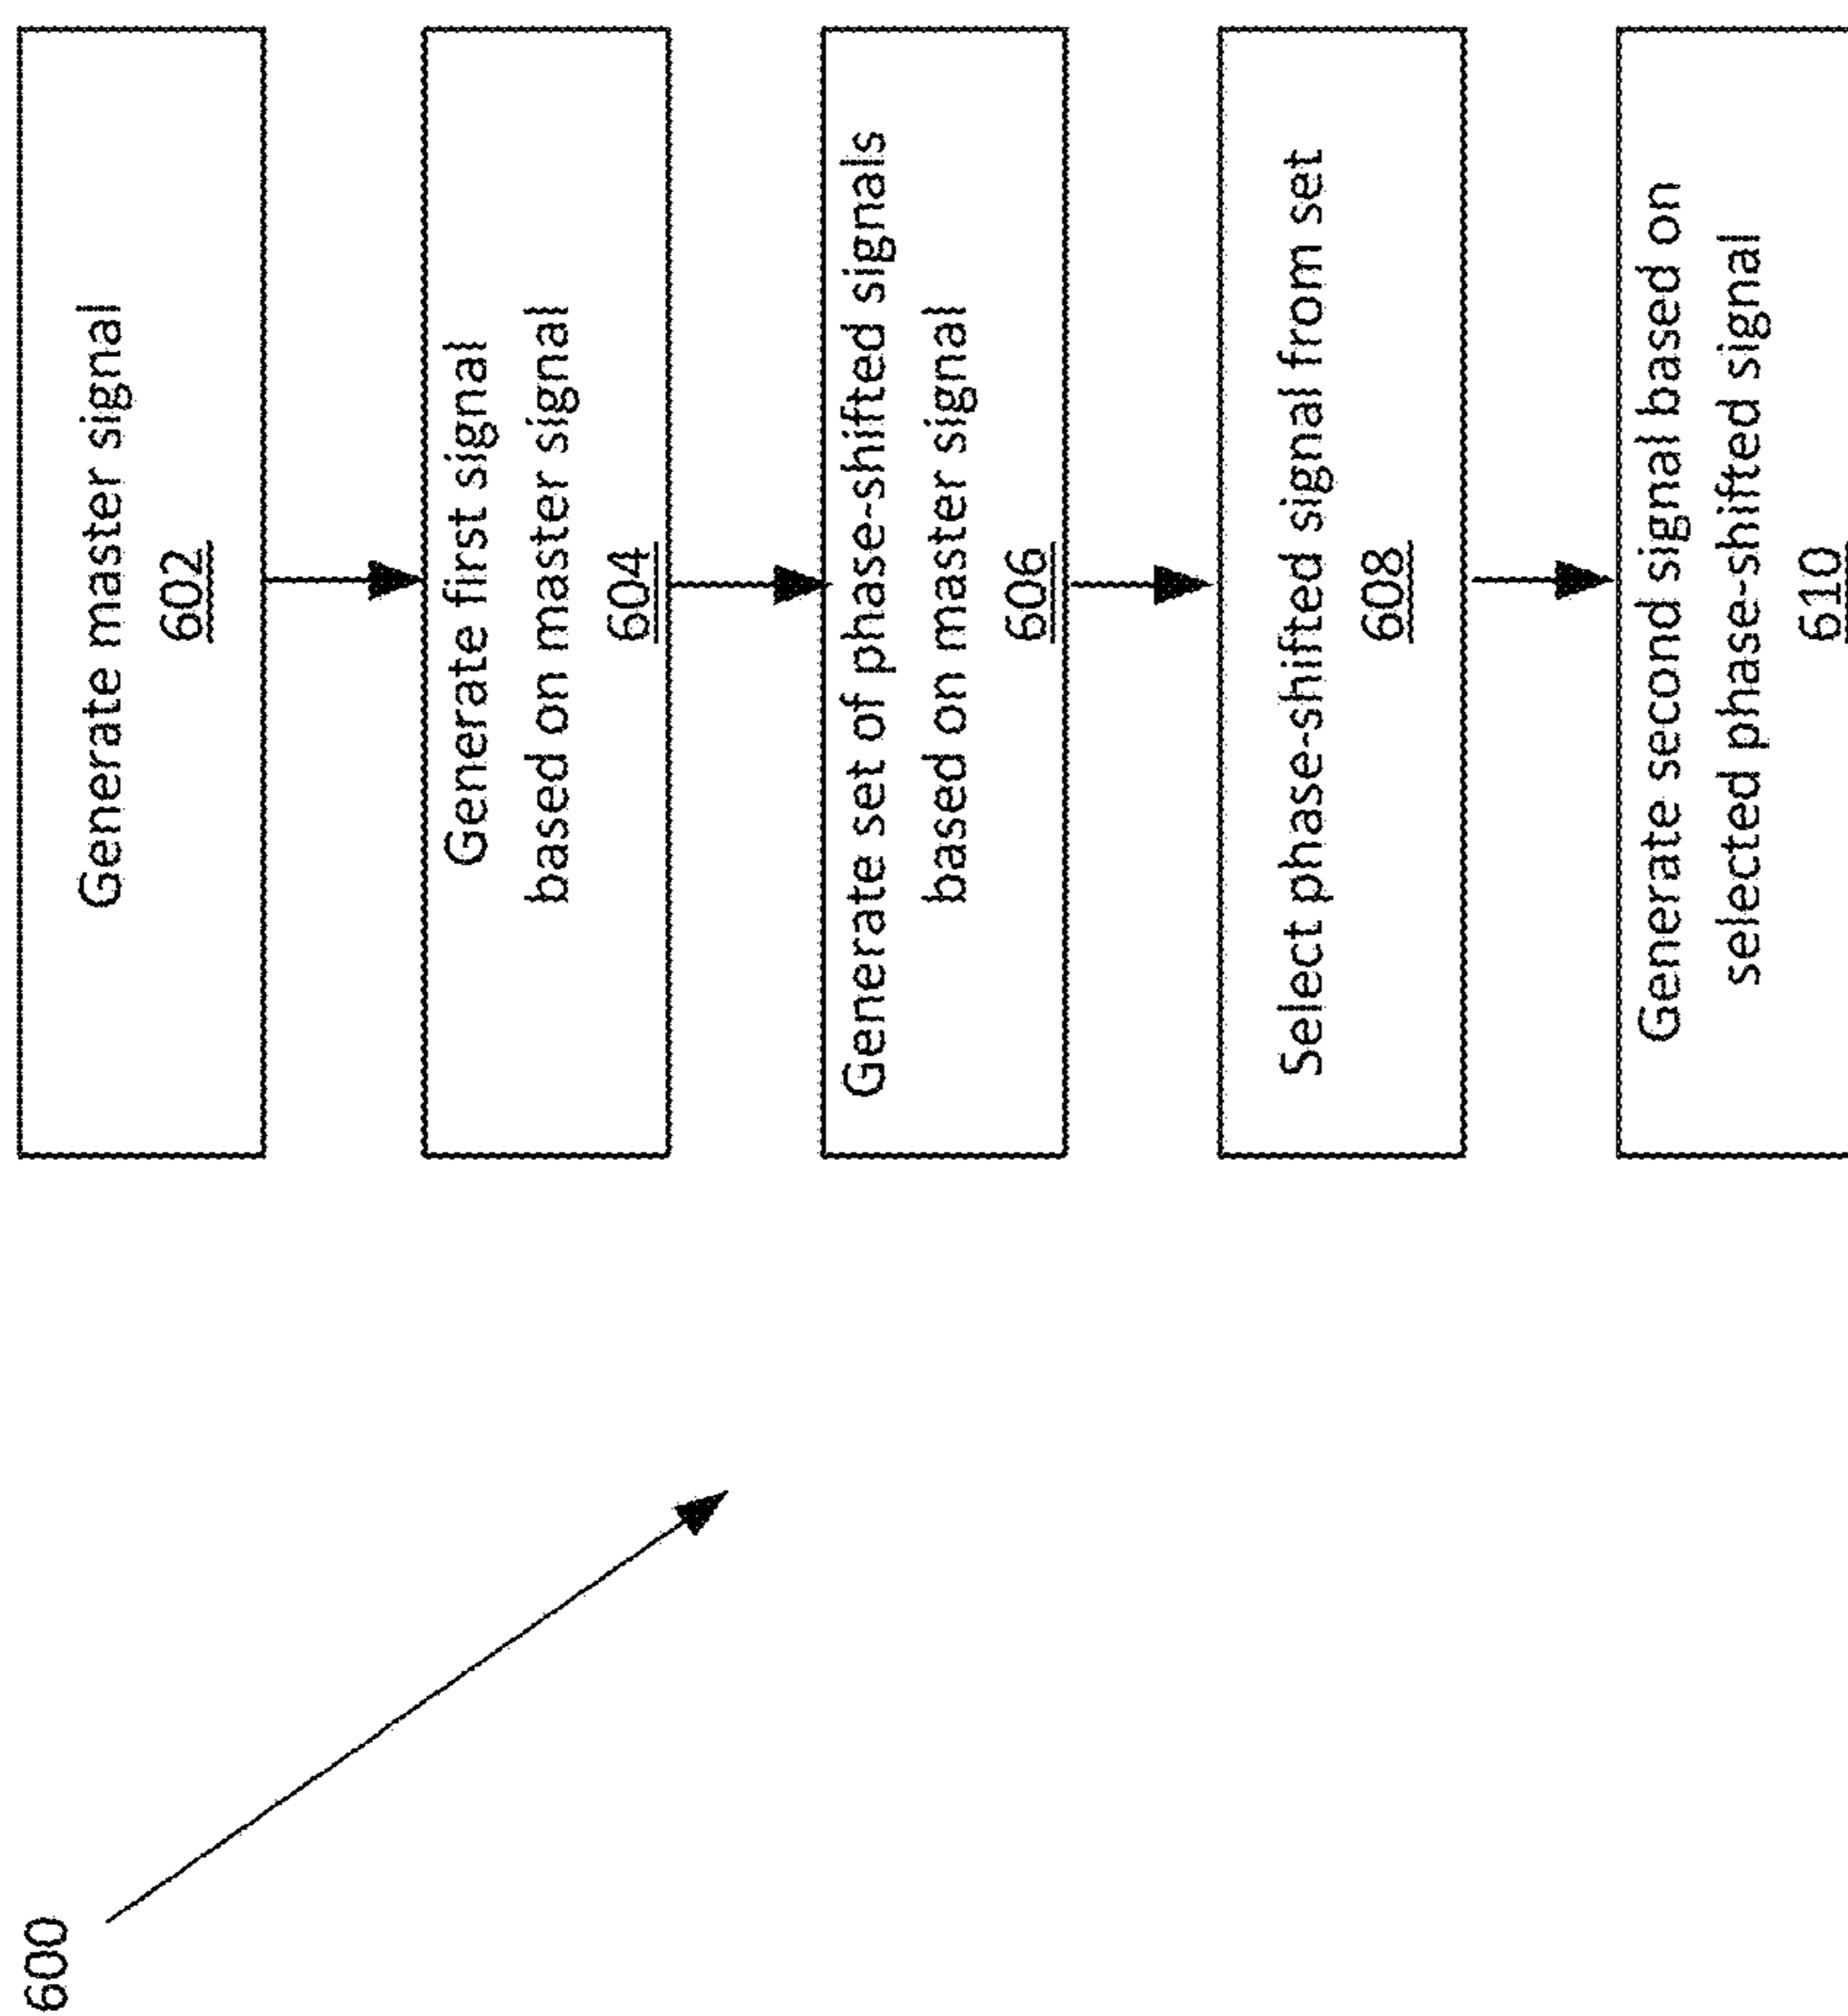 600
Generate master signal
602
Generate first signal
based on master signal
604
Generate set of phase-shifted signals
based on master signal
606
Select phase-shifted signal from set
608
Generate second signal based on
selected phase-shifted signal
610